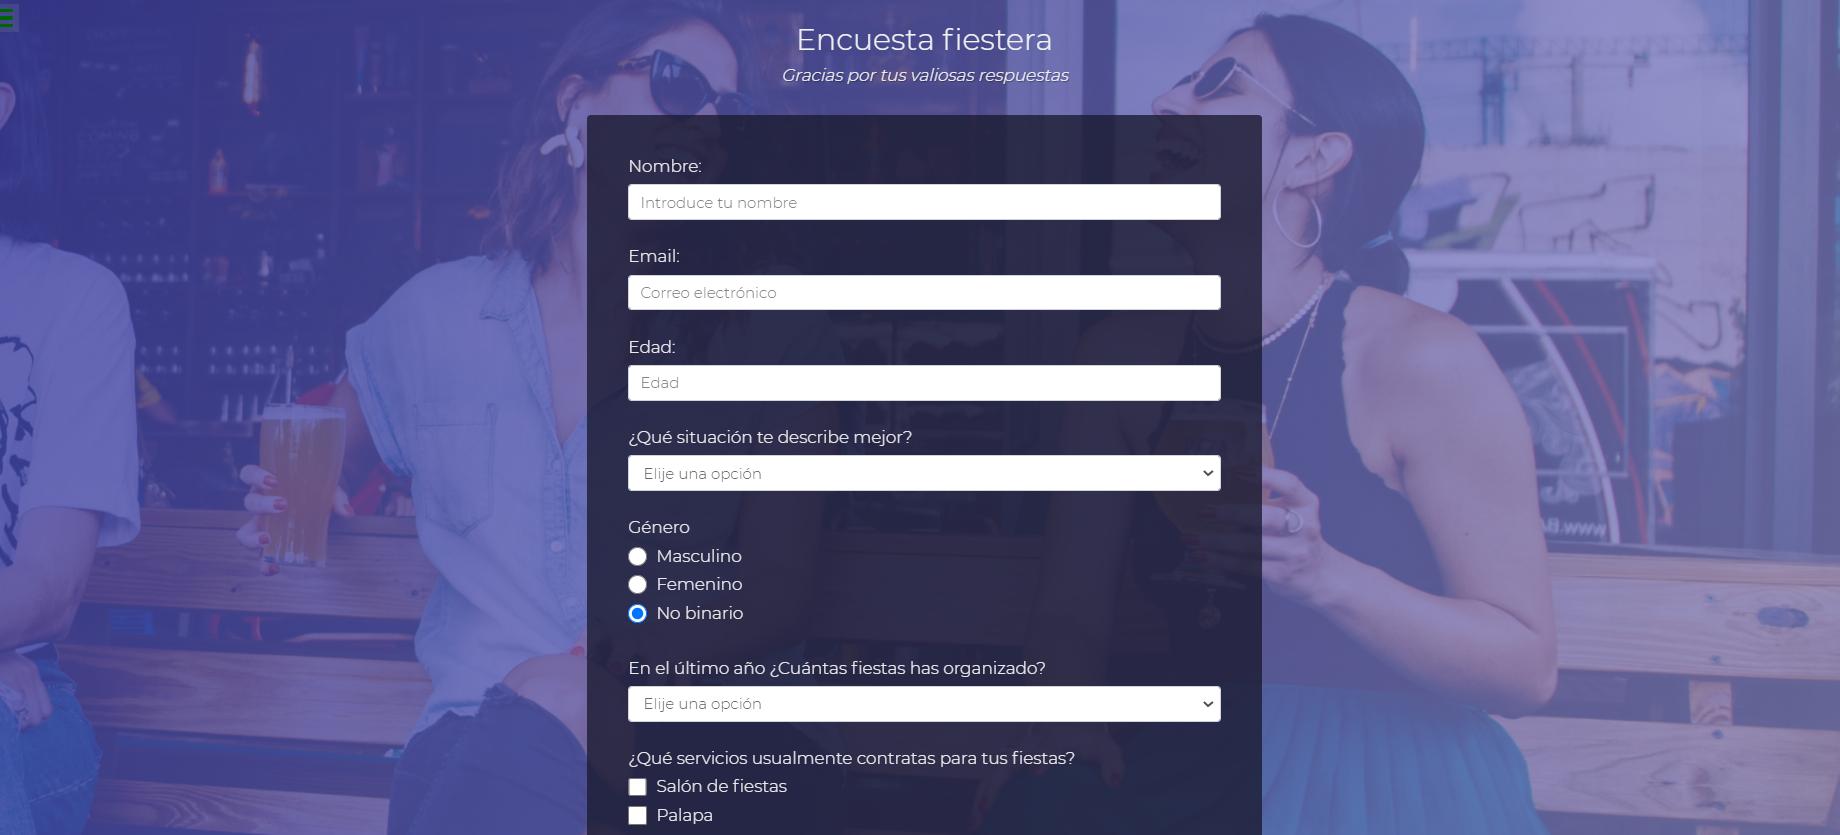 Encuesta fiestera
Gracias por tus valiosas respuestas
Nombre:
Introduce tu nombre
Email:
Correo electrónico
Edad:
Edad
¿Qué situación te describe mejor?
Elije una opción
Género
Masculino
Femenino
No binario
En el último año ¿Cuántas fiestas has organizado?
Elije una opción
¿Qué servicios usualmente contratas para tus fiestas?
Salón de fiestas
Palapa